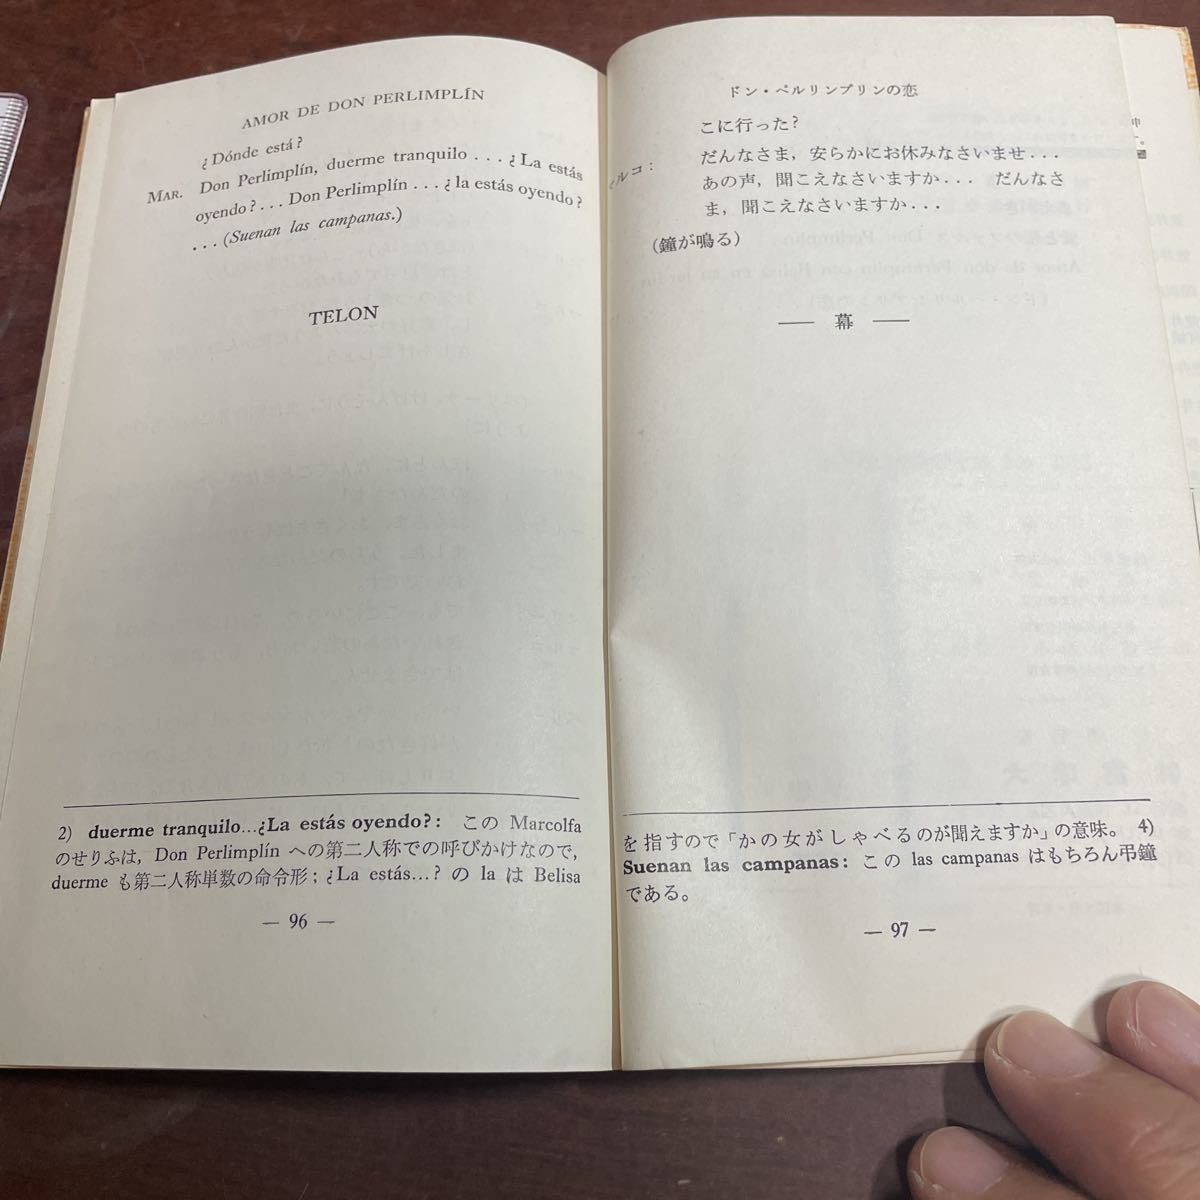 AMOR DE DON PERLIMPLÍN
¿Dónde está?
MAR. Don Perlimplín, duerme tranquilo . . . ¿La estás
oyendo? . . . Don Perlimplín . . . ¿la estás oyendo?
. . . (Suenan las campanas.)
TELON
2) duerme tranquilo...¿La estás oyendo?: この Marcolfa
のせりふは, Don Perlimplín への第二人称での呼びかけなので,
duerme も第二人称単数の命令形；¿La estás...? の la は Belisa
— 96 —
ドン・ペルリンプリンの恋
こに行った？
マルコ： だんなさま，安らかにお休みなさいませ. . .
あの声，聞こえなさいますか. . . だんなさ
ま，聞こえなさいますか. . .
(鐘が鳴る)
—— 幕 ——
を指すので「かの女がしゃべるのが聞えますか」の意味。 4)
Suenan las campanas: この las campanas はもちろん弔鐘
である。
— 97 —